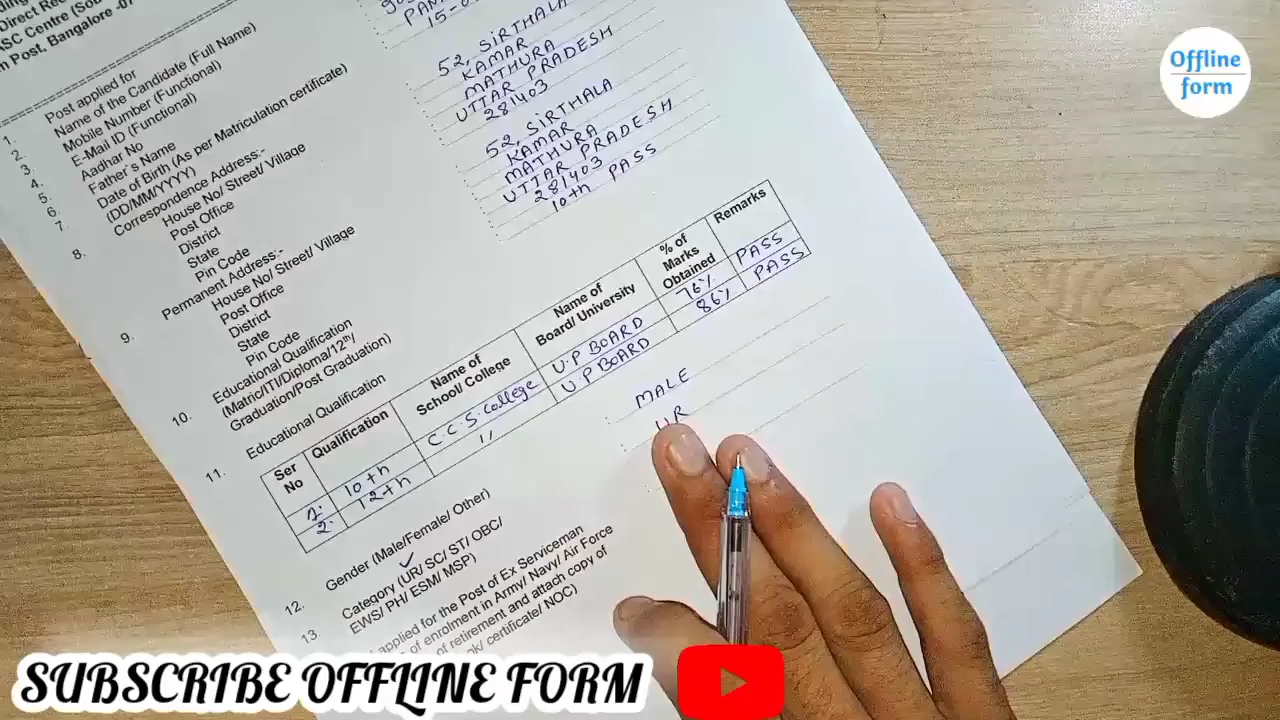 Direct Rec
ASC Centre (Sou
Post, Bangalore -07
1. Post applied for
2. Name of the Candidate (Full Name)
3. Mobile Number (Functional)
4. E-Mail ID (Functional)
5. Aadhar No
6. Father's Name
7. Date of Birth (As per Matriculation certificate)
(DD/MM/YYYY)
15-0
8. Correspondence Address:-
House No/ Street/ Village
52, SIRTHALA
Post Office
KAMAR
District
MATHURA
State
UTTAR PRADESH
Pin Code
281403
9. Permanent Address:-
House No/ Street/ Village
52, SIRTHALA
Post Office
KAMAR
District
MATHURA
State
UTTAR PRADESH
Pin Code
281403
10. Educational Qualification
(Matric/ITI/Diploma/12th/
Graduation/Post Graduation)
10th PASS
11. Educational Qualification
Ser No Qualification Name of School/ College Name of Board/ University % of Marks Obtained Remarks
1. 10th C.C.S. College U.P BOARD 76% PASS
2. 12th 11 U P BOARD 86% PASS
12. Gender (Male/Female/ Other)
MALE
13. Category (UR/ SC/ ST/ OBC/
EWS/ PH/ ESM/ MSP)
UR
applied for the Post of Ex Serviceman
of enrolment in Army/ Navy/ Air Force
of retirement and attach copy of
certificate/ NOC)
Offline
form
SUBSCRIBE OFFLINE FORM